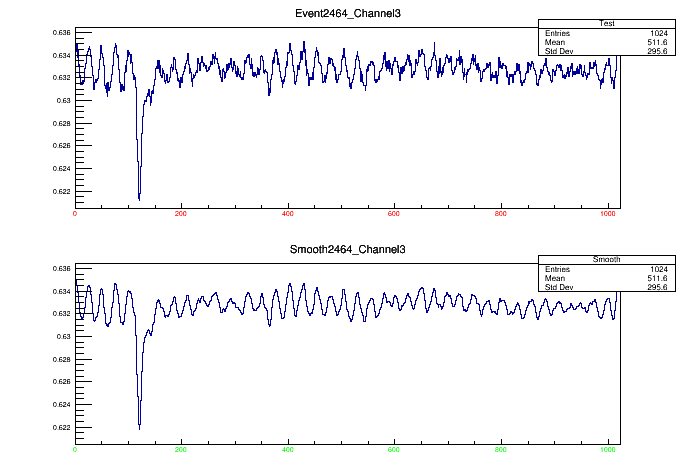 Event2464_Channel3
Test
Entries 1024
Mean 511.6
Std Dev 295.6
0.636
0.634
0.632
0.63
0.628
0.626
0.624
0.622
0 200 400 600 800 1000
Smooth2464_Channel3
Smooth
Entries 1024
Mean 511.6
Std Dev 295.6
0.636
0.634
0.632
0.63
0.628
0.626
0.624
0.622
0 200 400 600 800 1000